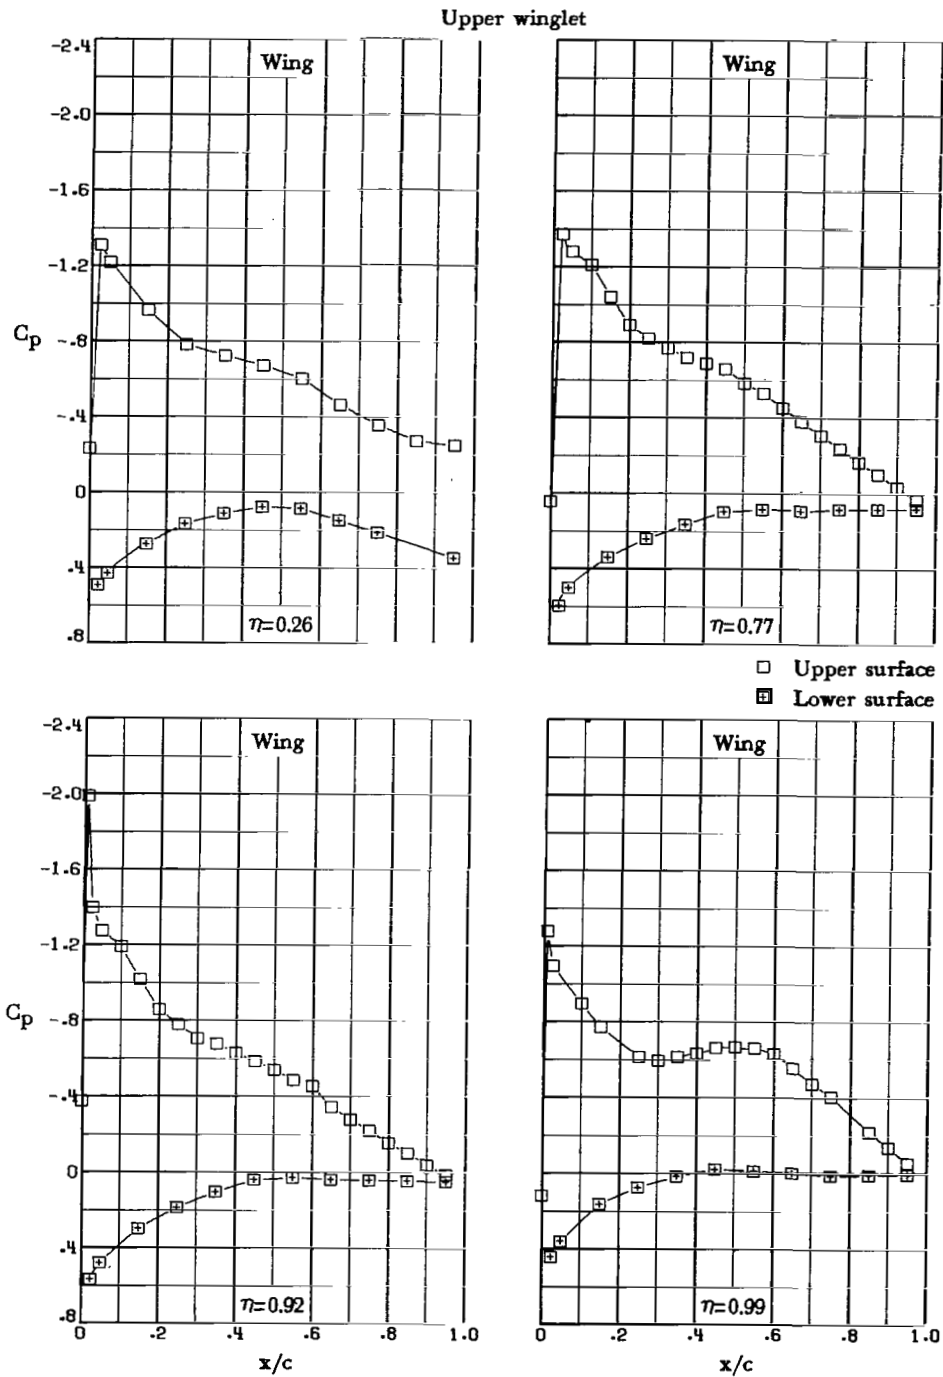 Upper winglet
-2.4
Wing
Wing
-2.0
-1.6
-1.2
Cp
-.8
-.4
0
.4
.8
η=0.26
η=0.77
Upper surface
Lower surface
-2.4
Wing
Wing
-2.0
-1.6
-1.2
Cp
-.8
-.4
0
.4
.8
η=0.92
η=0.99
0 .2 .4 .6 .8 1.0
0 .2 .4 .6 .8 1.0
x/c
x/c